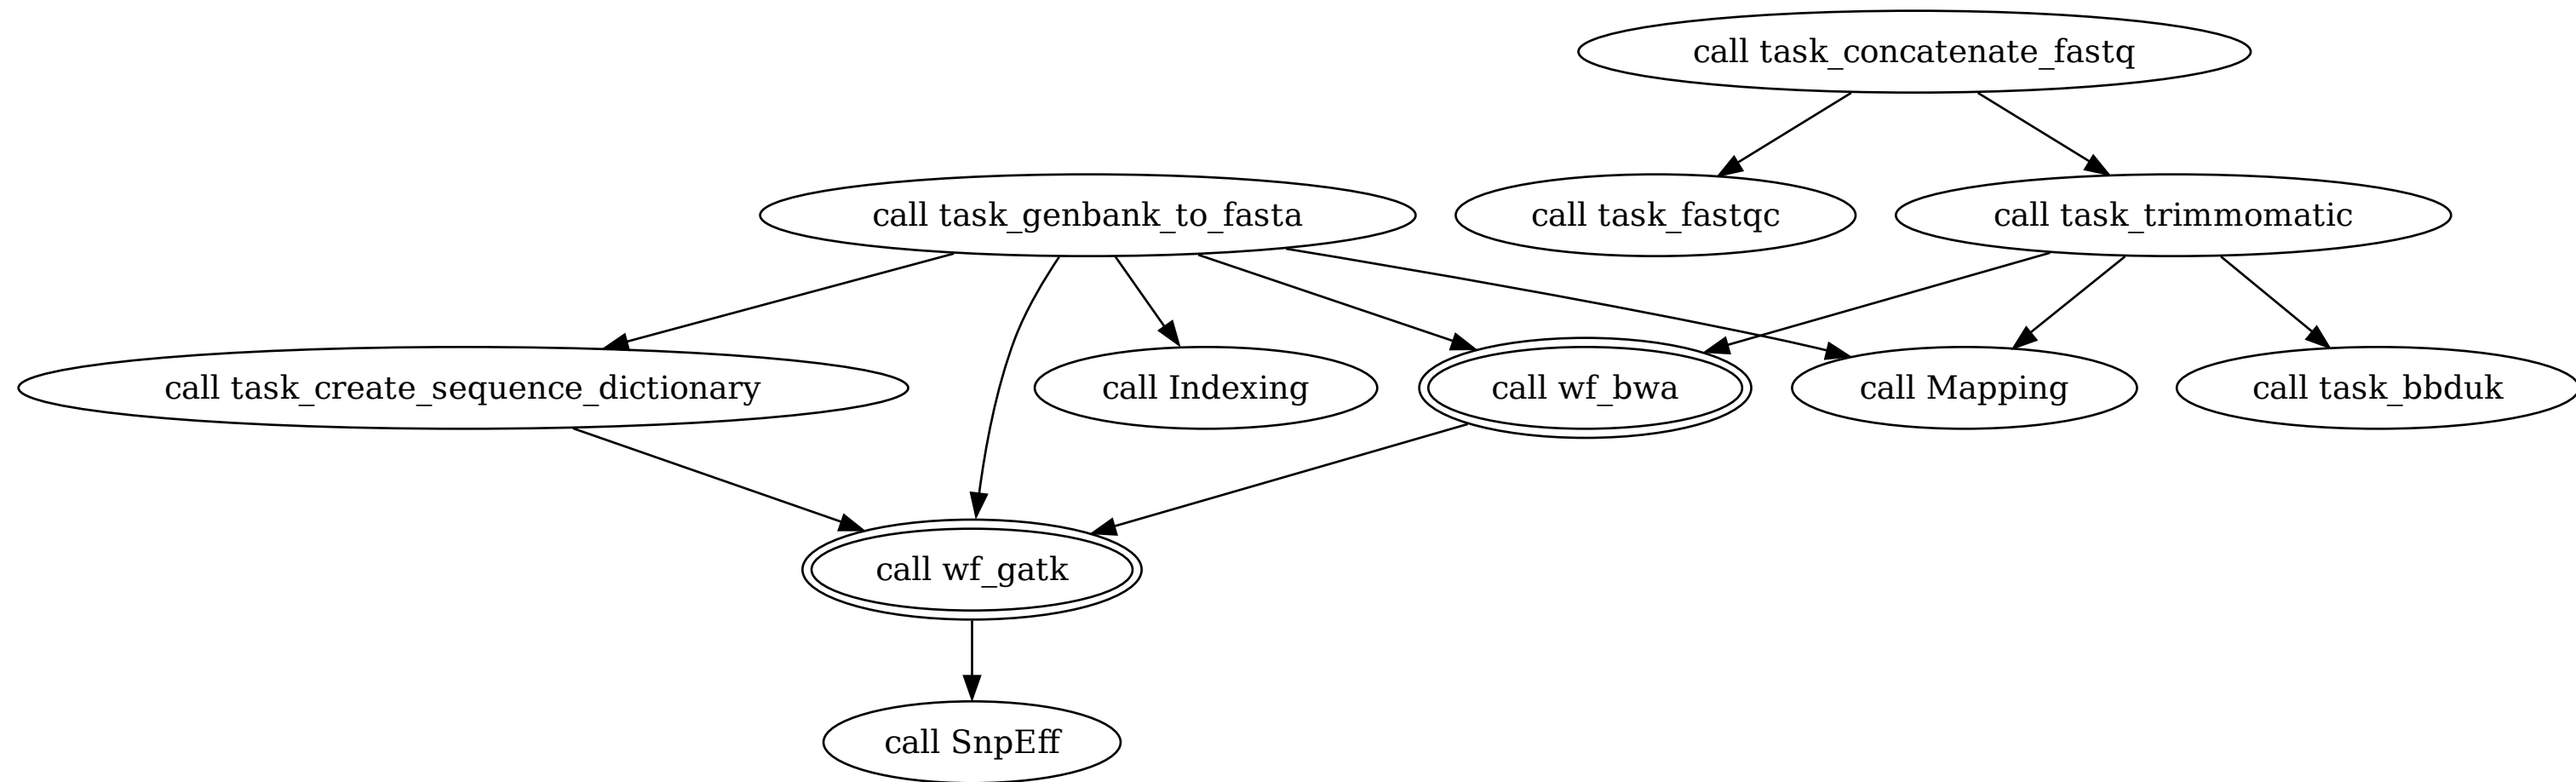 call task_concatenate_fastq
call task_genbank_to_fasta
call task_fastqc
call task_trimmomatic
call task_create_sequence_dictionary
call Indexing
call wf_bwa
call Mapping
call task_bbduk
call wf_gatk
call SnpEff